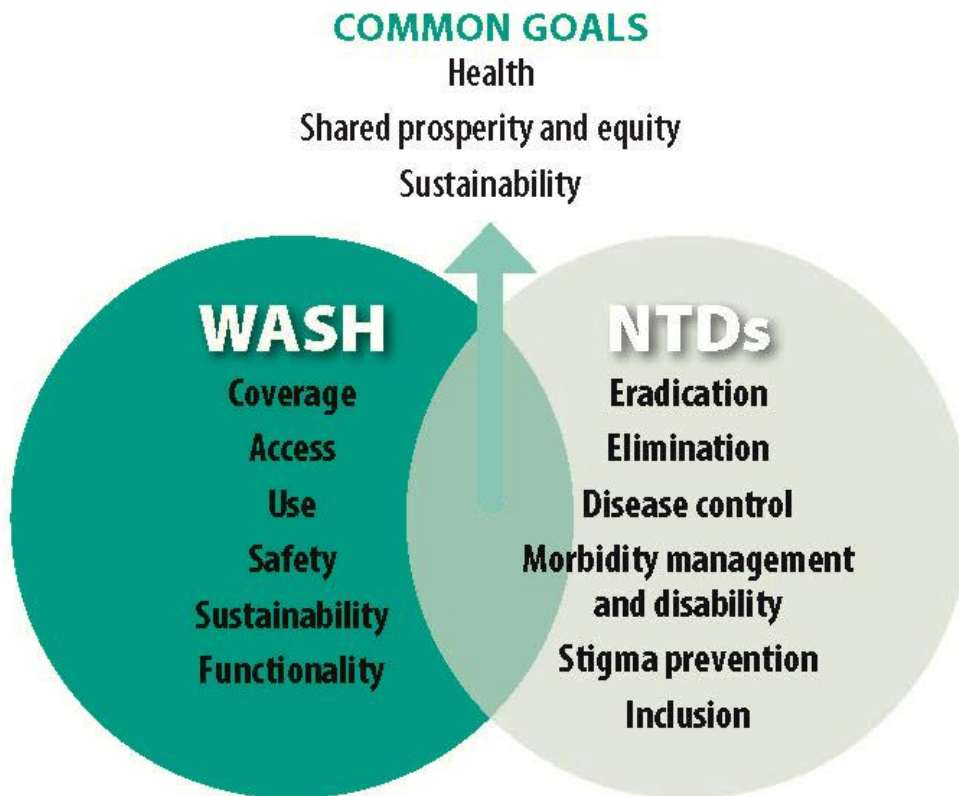 COMMON GOALS
Health
Shared prosperity and equity
Sustainability
WASH
Coverage
Access
Use
Safety
Sustainability
Functionality
NTDs
Eradication
Elimination
Disease control
Morbidity management
and disability
Stigma prevention
Inclusion